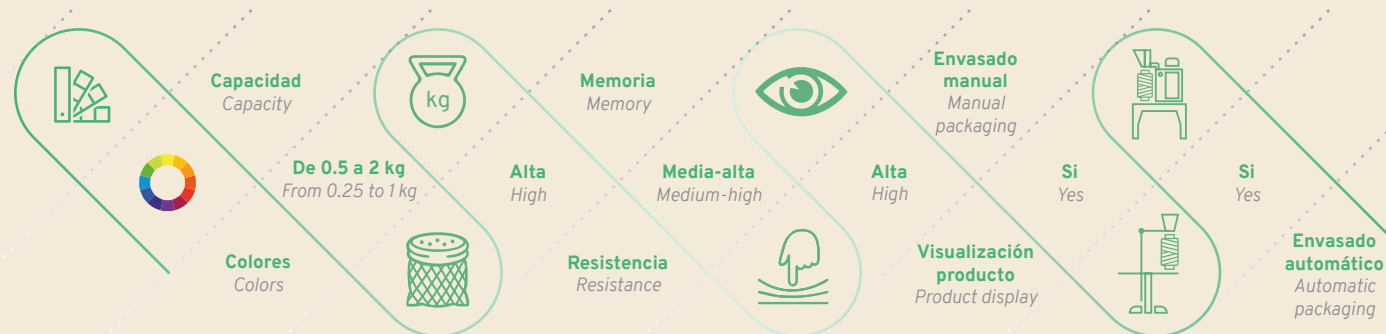 Capacidad
Capacity
kg
Memoria
Memory
Envasado
manual
Manual
packaging
De 0.5 a 2 kg
From 0.25 to 1 kg
Alta
High
Media-alta
Medium-high
Alta
High
Si
Yes
Si
Yes
Colores
Colors
Resistencia
Resistance
Visualización
producto
Product display
Envasado
automático
Automatic
packaging